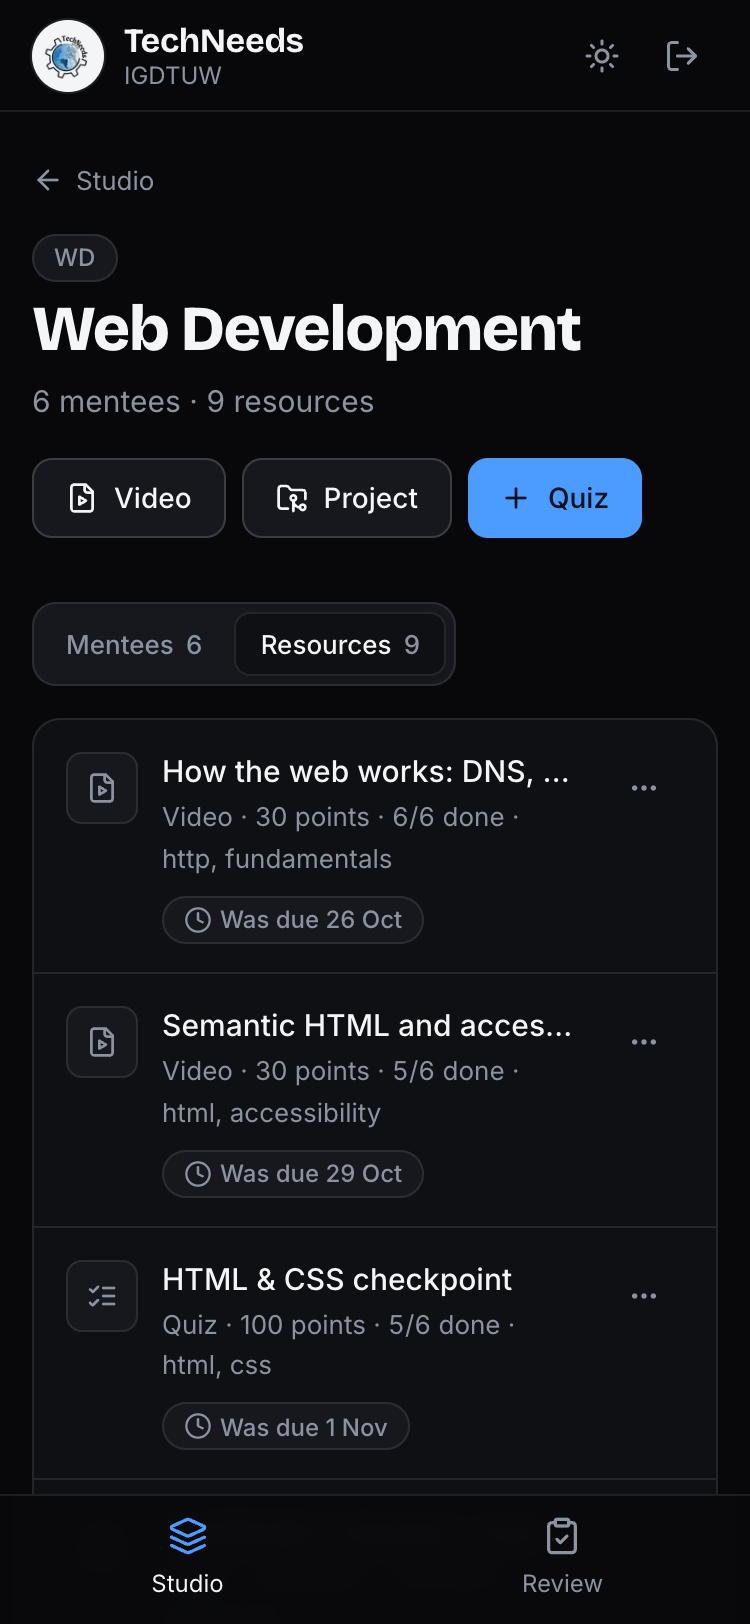 TechNeeds
TechNeeds
IGDTUW
Studio
WD
Web Development
6 mentees · 9 resources
Video
Project
Quiz
Mentees 6
Resources 9
How the web works: DNS, ...
Video · 30 points · 6/6 done ·
http, fundamentals
Was due 26 Oct
Semantic HTML and acces...
Video · 30 points · 5/6 done ·
html, accessibility
Was due 29 Oct
HTML & CSS checkpoint
Quiz · 100 points · 5/6 done ·
html, css
Was due 1 Nov
Studio
Review